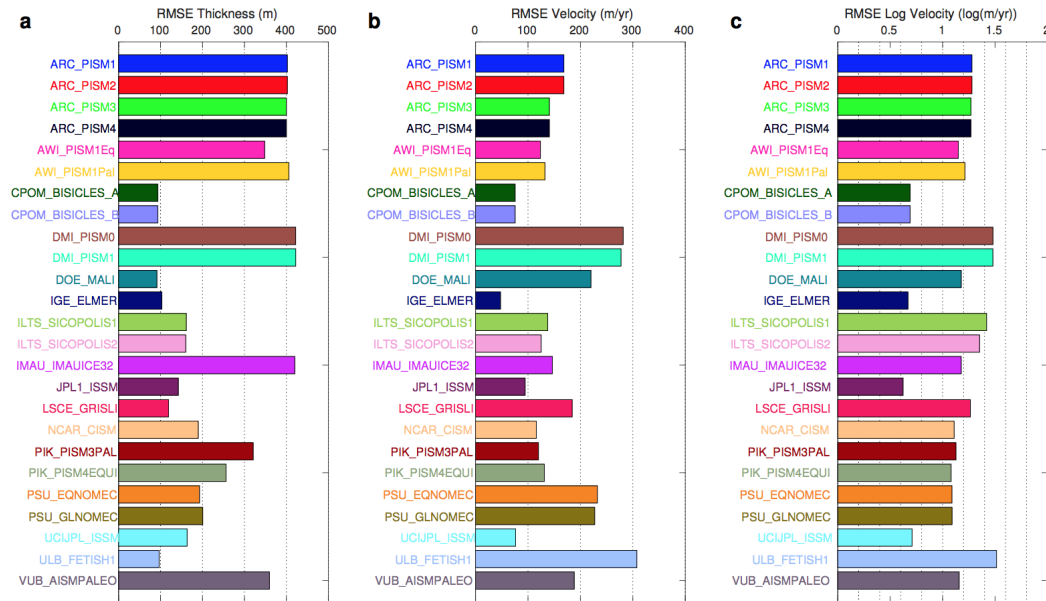 a
RMSE Thickness (m)
0 100 200 300 400 500
ARC_PISM1
ARC_PISM2
ARC_PISM3
ARC_PISM4
AWI_PISM1Eq
AWI_PISM1Pal
CPOM_BISICLES_A
CPOM_BISICLES_B
DMI_PISM0
DMI_PISM1
DOE_MALI
IGE_ELMER
ILTS_SICOPOLIS1
ILTS_SICOPOLIS2
IMAU_IMAUICE32
JPL1_ISSM
LSCE_GRISLI
NCAR_CISM
PIK_PISM3PAL
PIK_PISM4EQUI
PSU_EQNOMEC
PSU_GLNOMEC
UCIJPL_ISSM
ULB_FETISH1
VUB_AISMPALEO
b
RMSE Velocity (m/yr)
0 100 200 300 400
ARC_PISM1
ARC_PISM2
ARC_PISM3
ARC_PISM4
AWI_PISM1Eq
AWI_PISM1Pal
CPOM_BISICLES_A
CPOM_BISICLES_B
DMI_PISM0
DMI_PISM1
DOE_MALI
IGE_ELMER
ILTS_SICOPOLIS1
ILTS_SICOPOLIS2
IMAU_IMAUICE32
JPL1_ISSM
LSCE_GRISLI
NCAR_CISM
PIK_PISM3PAL
PIK_PISM4EQUI
PSU_EQNOMEC
PSU_GLNOMEC
UCIJPL_ISSM
ULB_FETISH1
VUB_AISMPALEO
c
RMSE Log Velocity (log(m/yr))
0 0.5 1 1.5 2
ARC_PISM1
ARC_PISM2
ARC_PISM3
ARC_PISM4
AWI_PISM1Eq
AWI_PISM1Pal
CPOM_BISICLES_A
CPOM_BISICLES_B
DMI_PISM0
DMI_PISM1
DOE_MALI
IGE_ELMER
ILTS_SICOPOLIS1
ILTS_SICOPOLIS2
IMAU_IMAUICE32
JPL1_ISSM
LSCE_GRISLI
NCAR_CISM
PIK_PISM3PAL
PIK_PISM4EQUI
PSU_EQNOMEC
PSU_GLNOMEC
UCIJPL_ISSM
ULB_FETISH1
VUB_AISMPALEO